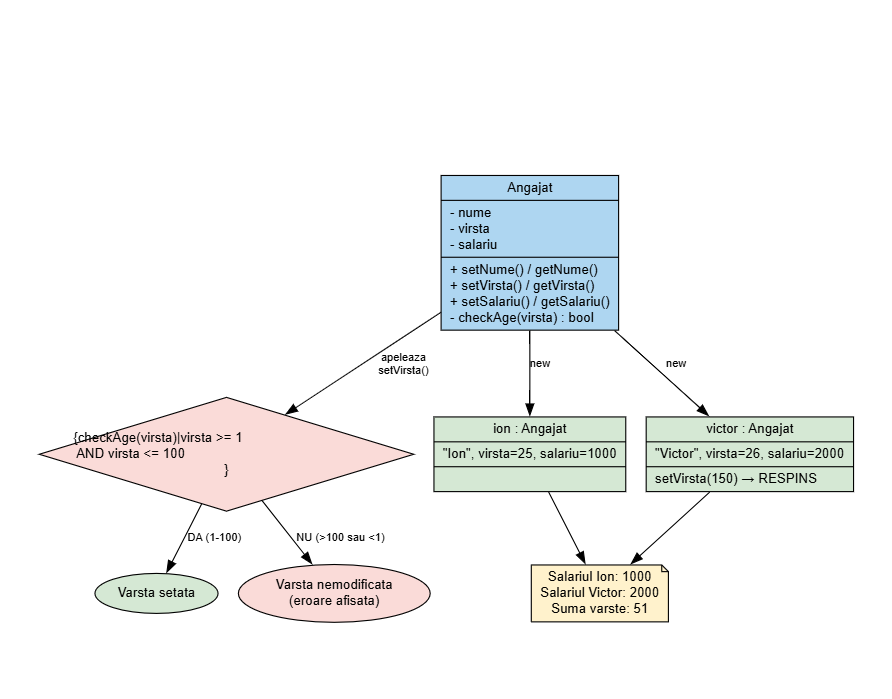 Angajat
- nume
- virsta
- salariu
+ setNume() / getNume()
+ setVirsta() / getVirsta()
+ setSalariu() / getSalariu()
- checkAge(virsta) : bool
apeleaza
setVirsta()
new
new
{checkAge(virsta)|virsta >= 1
AND virsta <= 100
}
ion : Angajat
"Ion", virsta=25, salariu=1000
victor : Angajat
"Victor", virsta=26, salariu=2000
setVirsta(150) → RESPINS
DA (1-100)
NU (>100 sau <1)
Varsta setata
Varsta nemodificata
(eroare afisata)
Salariul Ion: 1000
Salariul Victor: 2000
Suma varste: 51